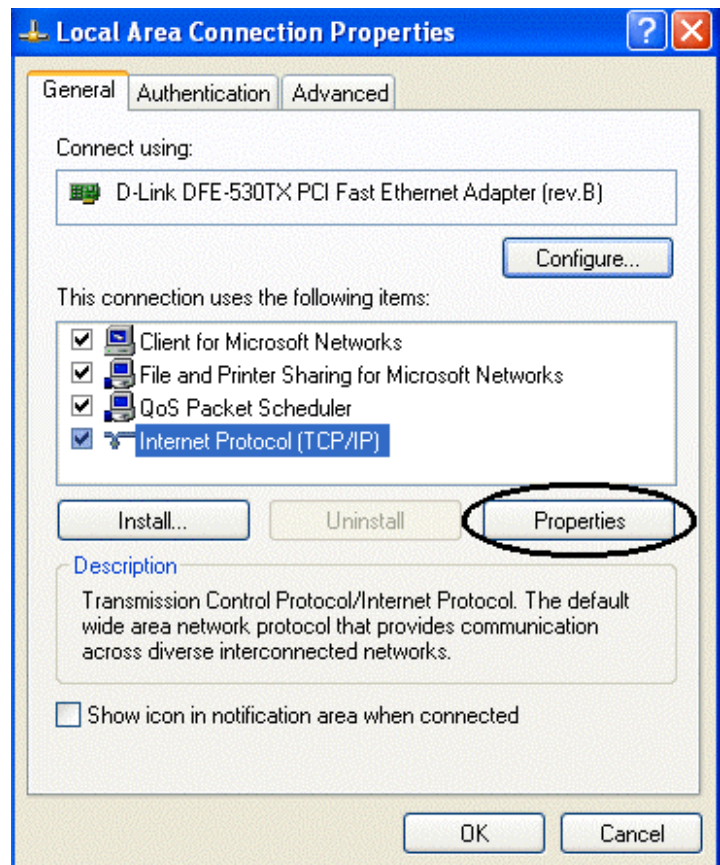 Local Area Connection Properties
General
Authentication
Advanced
Connect using:
D-Link DFE-530TX PCI Fast Ethernet Adapter (rev.B)
Configure...
This connection uses the following items:
Client for Microsoft Networks
File and Printer Sharing for Microsoft Networks
QoS Packet Scheduler
Internet Protocol (TCP/IP)
Install...
Uninstall
Properties
Description
Transmission Control Protocol/Internet Protocol. The default
wide area network protocol that provides communication
across diverse interconnected networks.
Show icon in notification area when connected
OK
Cancel